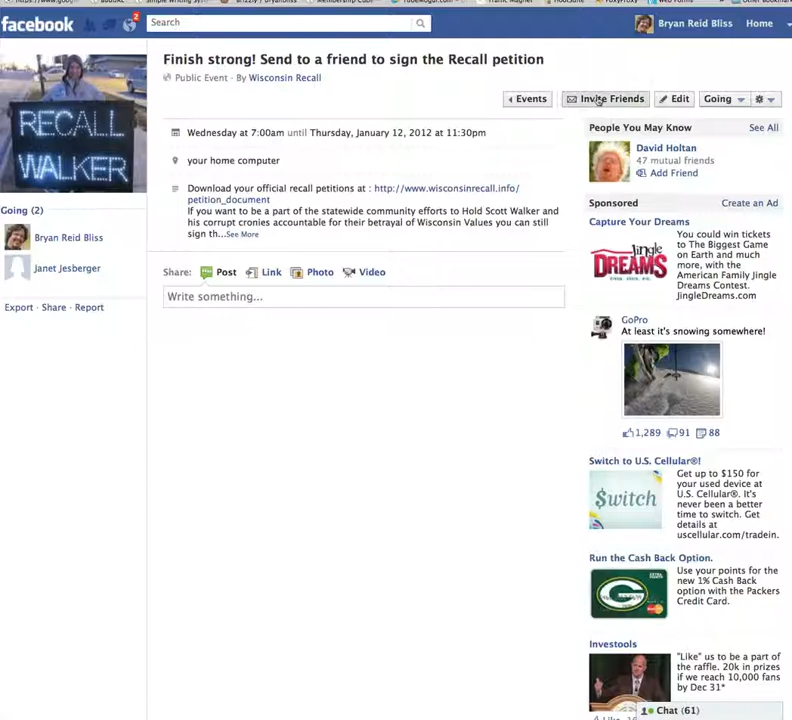 facebook
2
Search
Bryan Reid Bliss
Home
Finish strong! Send to a friend to sign the Recall petition
Public Event · By Wisconsin Recall
Events
Invite Friends
Edit
Going
RECALL
WALKER
Wednesday at 7:00am until Thursday, January 12, 2012 at 11:30pm
your home computer
Download your official recall petitions at : http://www.wisconsinrecall.info/
petition_document
If you want to be a part of the statewide community efforts to Hold Scott Walker and
his corrupt cronies accountable for their betrayal of Wisconsin Values you can still
sign th...See More
Going (2)
Bryan Reid Bliss
Janet Jesberger
Export · Share · Report
Share: Post Link Photo Video
Write something...
People You May Know
See All
David Holtan
47 mutual friends
Add Friend
Sponsored
Create an Ad
Capture Your Dreams
Jingle
DREAMS
You could win tickets
to The Biggest Game
on Earth and much
more, with the
American Family Jingle
Dreams Contest.
JingleDreams.com
GoPro
At least it's snowing somewhere!
1,289 91 88
Switch to U.S. Cellular®!
$witch
Get up to $150 for
your used device at
U.S. Cellular®. It's
never been a better
time to switch. Get
details at
uscellular.com/tradein.
Run the Cash Back Option.
G
Use your points for the
new 1% Cash Back
option with the Packers
Credit Card.
Investools
"Like" us to be a part of
the raffle. 20k in prizes
if we reach 10,000 fans
by Dec 31*
Chat (61)